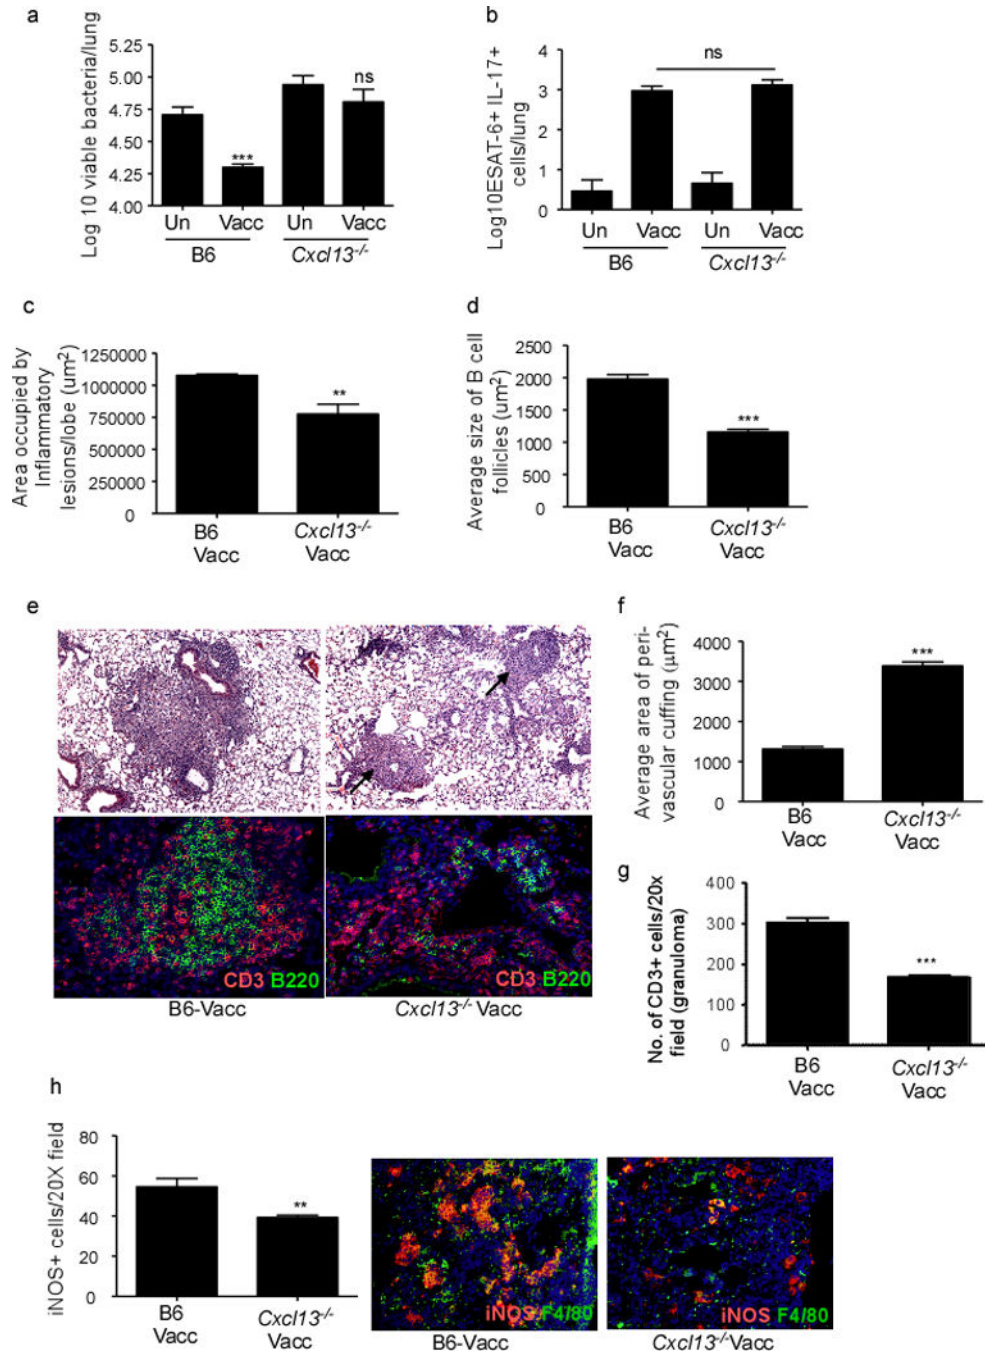 a
Log 10 viable bacteria/lung
5.25
5.00
4.75
4.50
4.25
4.00
***
ns
Un Vacc Un Vacc
B6 Cxcl13-/-
b
Log10ESAT-6+ IL-17+
cells/lung
4
3
2
1
0
ns
Un Vacc Un Vacc
B6 Cxcl13-/-
c
Area occupied by
Inflammatory
lesions/lobe (um2)
1250000
1000000
750000
500000
250000
0
**
B6 Cxcl13-/-
Vacc Vacc
d
Average size of B cell
follicles (um2)
2500
2000
1500
1000
500
0
***
B6 Cxcl13-/-
Vacc Vacc
e
CD3 B220
CD3 B220
B6-Vacc Cxcl13-/- Vacc
f
Average area of peri-
vascular cuffing (μm2)
4000
3000
2000
1000
0
***
B6 Cxcl13-/-
Vacc Vacc
g
No. of CD3+ cells/20x
field (granuloma)
400
300
200
100
0
***
B6 Cxcl13-/-
Vacc Vacc
h
iNOS+ cells/20X field
80
60
40
20
0
**
B6 Cxcl13-/-
Vacc Vacc
iNOS F4/80
iNOS F4/80
B6-Vacc Cxcl13-/-Vacc